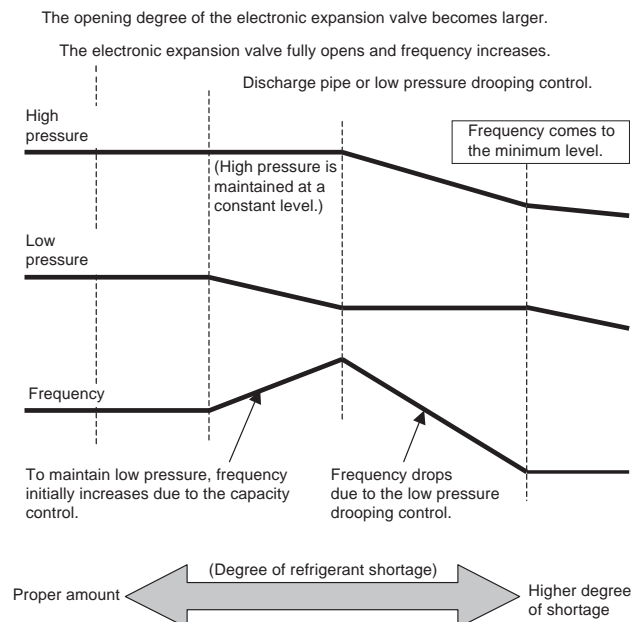 The opening degree of the electronic expansion valve becomes larger.
The electronic expansion valve fully opens and frequency increases.
Discharge pipe or low pressure drooping control.
High
pressure
Frequency comes to
the minimum level.
(High pressure is
maintained at a
constant level.)
Low
pressure
Frequency
To maintain low pressure, frequency
initially increases due to the capacity
control.
Frequency drops
due to the low pressure
drooping control.
(Degree of refrigerant shortage)
Proper amount
Higher degree
of shortage